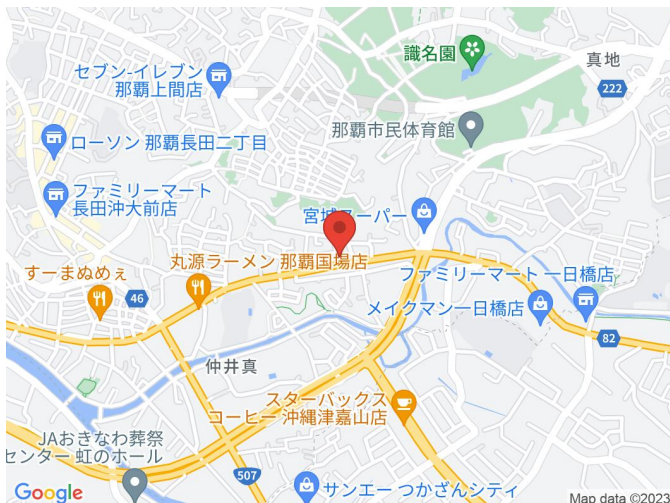 識名園
真地
セブン-イレブン
那覇上間店
222
那覇市民体育館
ローソン 那覇長田二丁目
ファミリーマート
長田沖大前店
宮城スーパー
すーまぬめぇ
丸源ラーメン 那覇国場店
ファミリーマート 一日橋店
46
メイクマン一日橋店
82
仲井真
スターバックス
コーヒー 沖縄津嘉山店
JAおきなわ葬祭
センター 虹のホール
507
サンエー つかざんシティ
Google
Map data ©2023